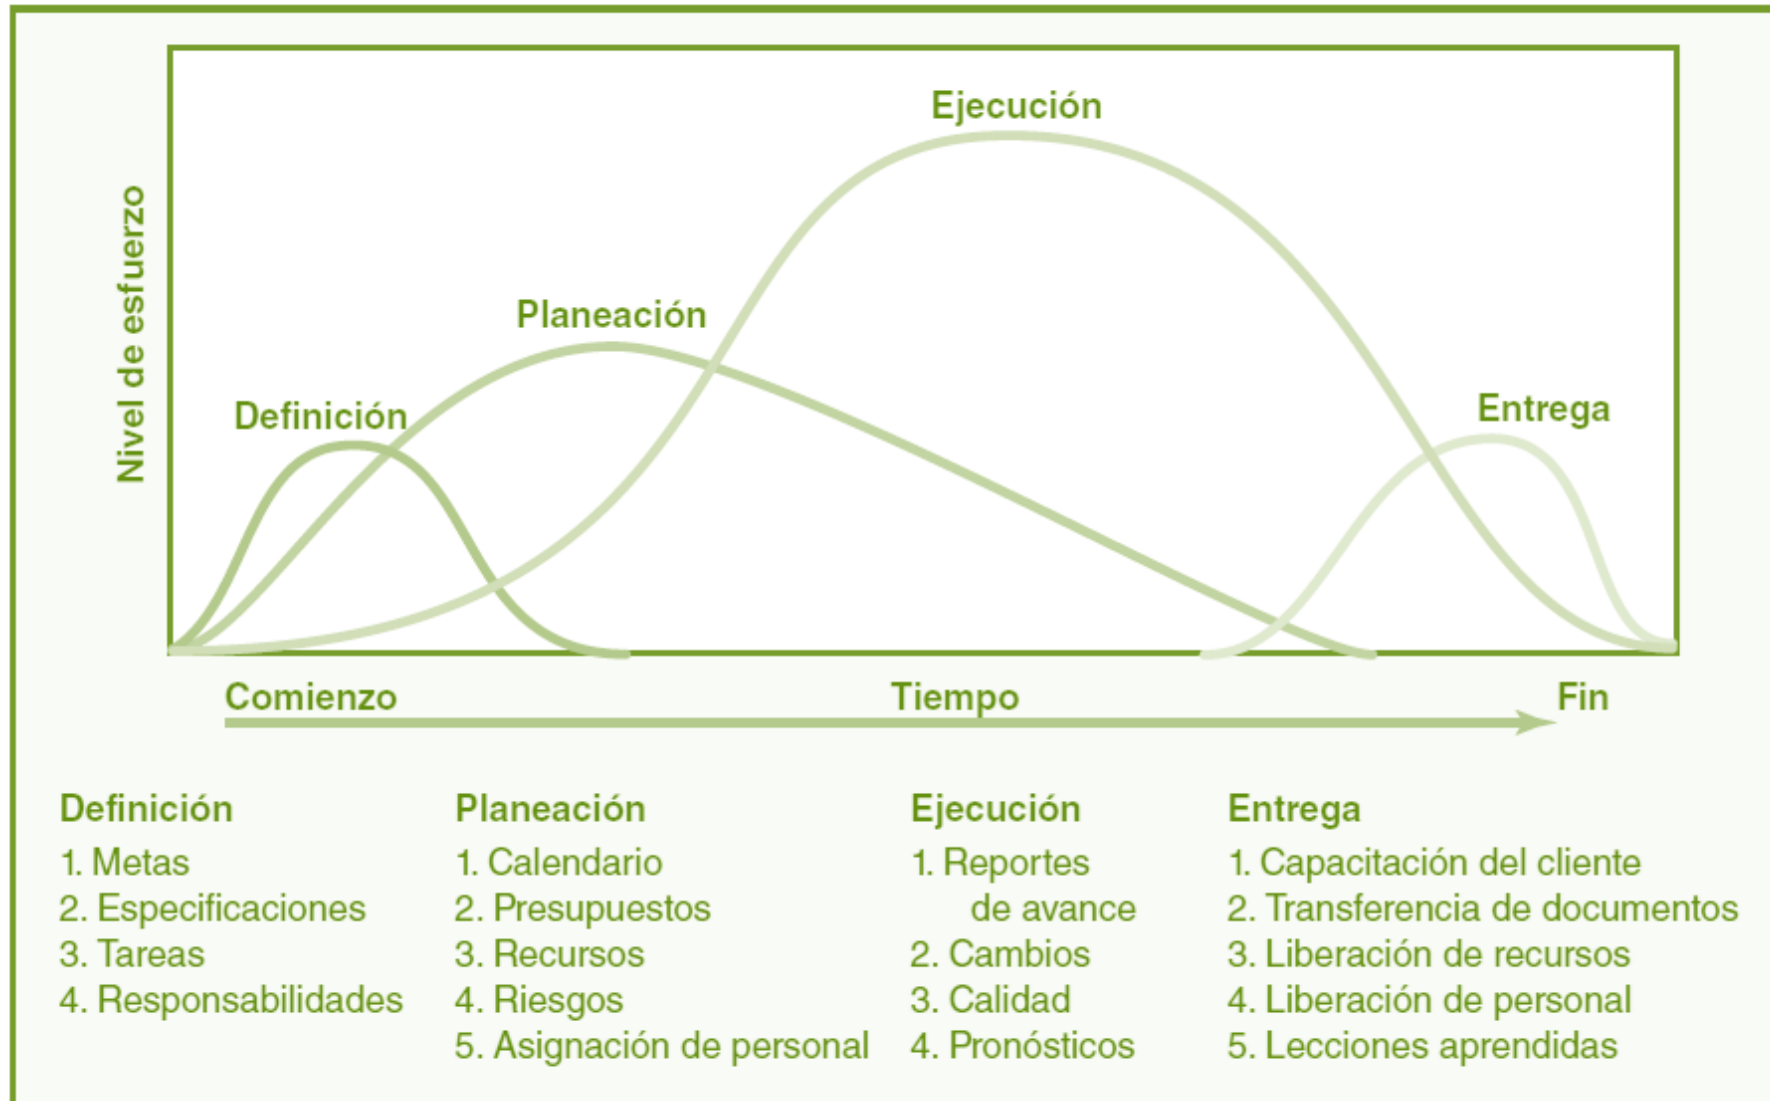 Ejecución
Planeación
Definición
Entrega
Nivel de esfuerzo
Comienzo
Tiempo
Fin
Definición
1. Metas
2. Especificaciones
3. Tareas
4. Responsabilidades
Planeación
1. Calendario
2. Presupuestos
3. Recursos
4. Riesgos
5. Asignación de personal
Ejecución
1. Reportes
de avance
2. Cambios
3. Calidad
4. Pronósticos
Entrega
1. Capacitación del cliente
2. Transferencia de documentos
3. Liberación de recursos
4. Liberación de personal
5. Lecciones aprendidas